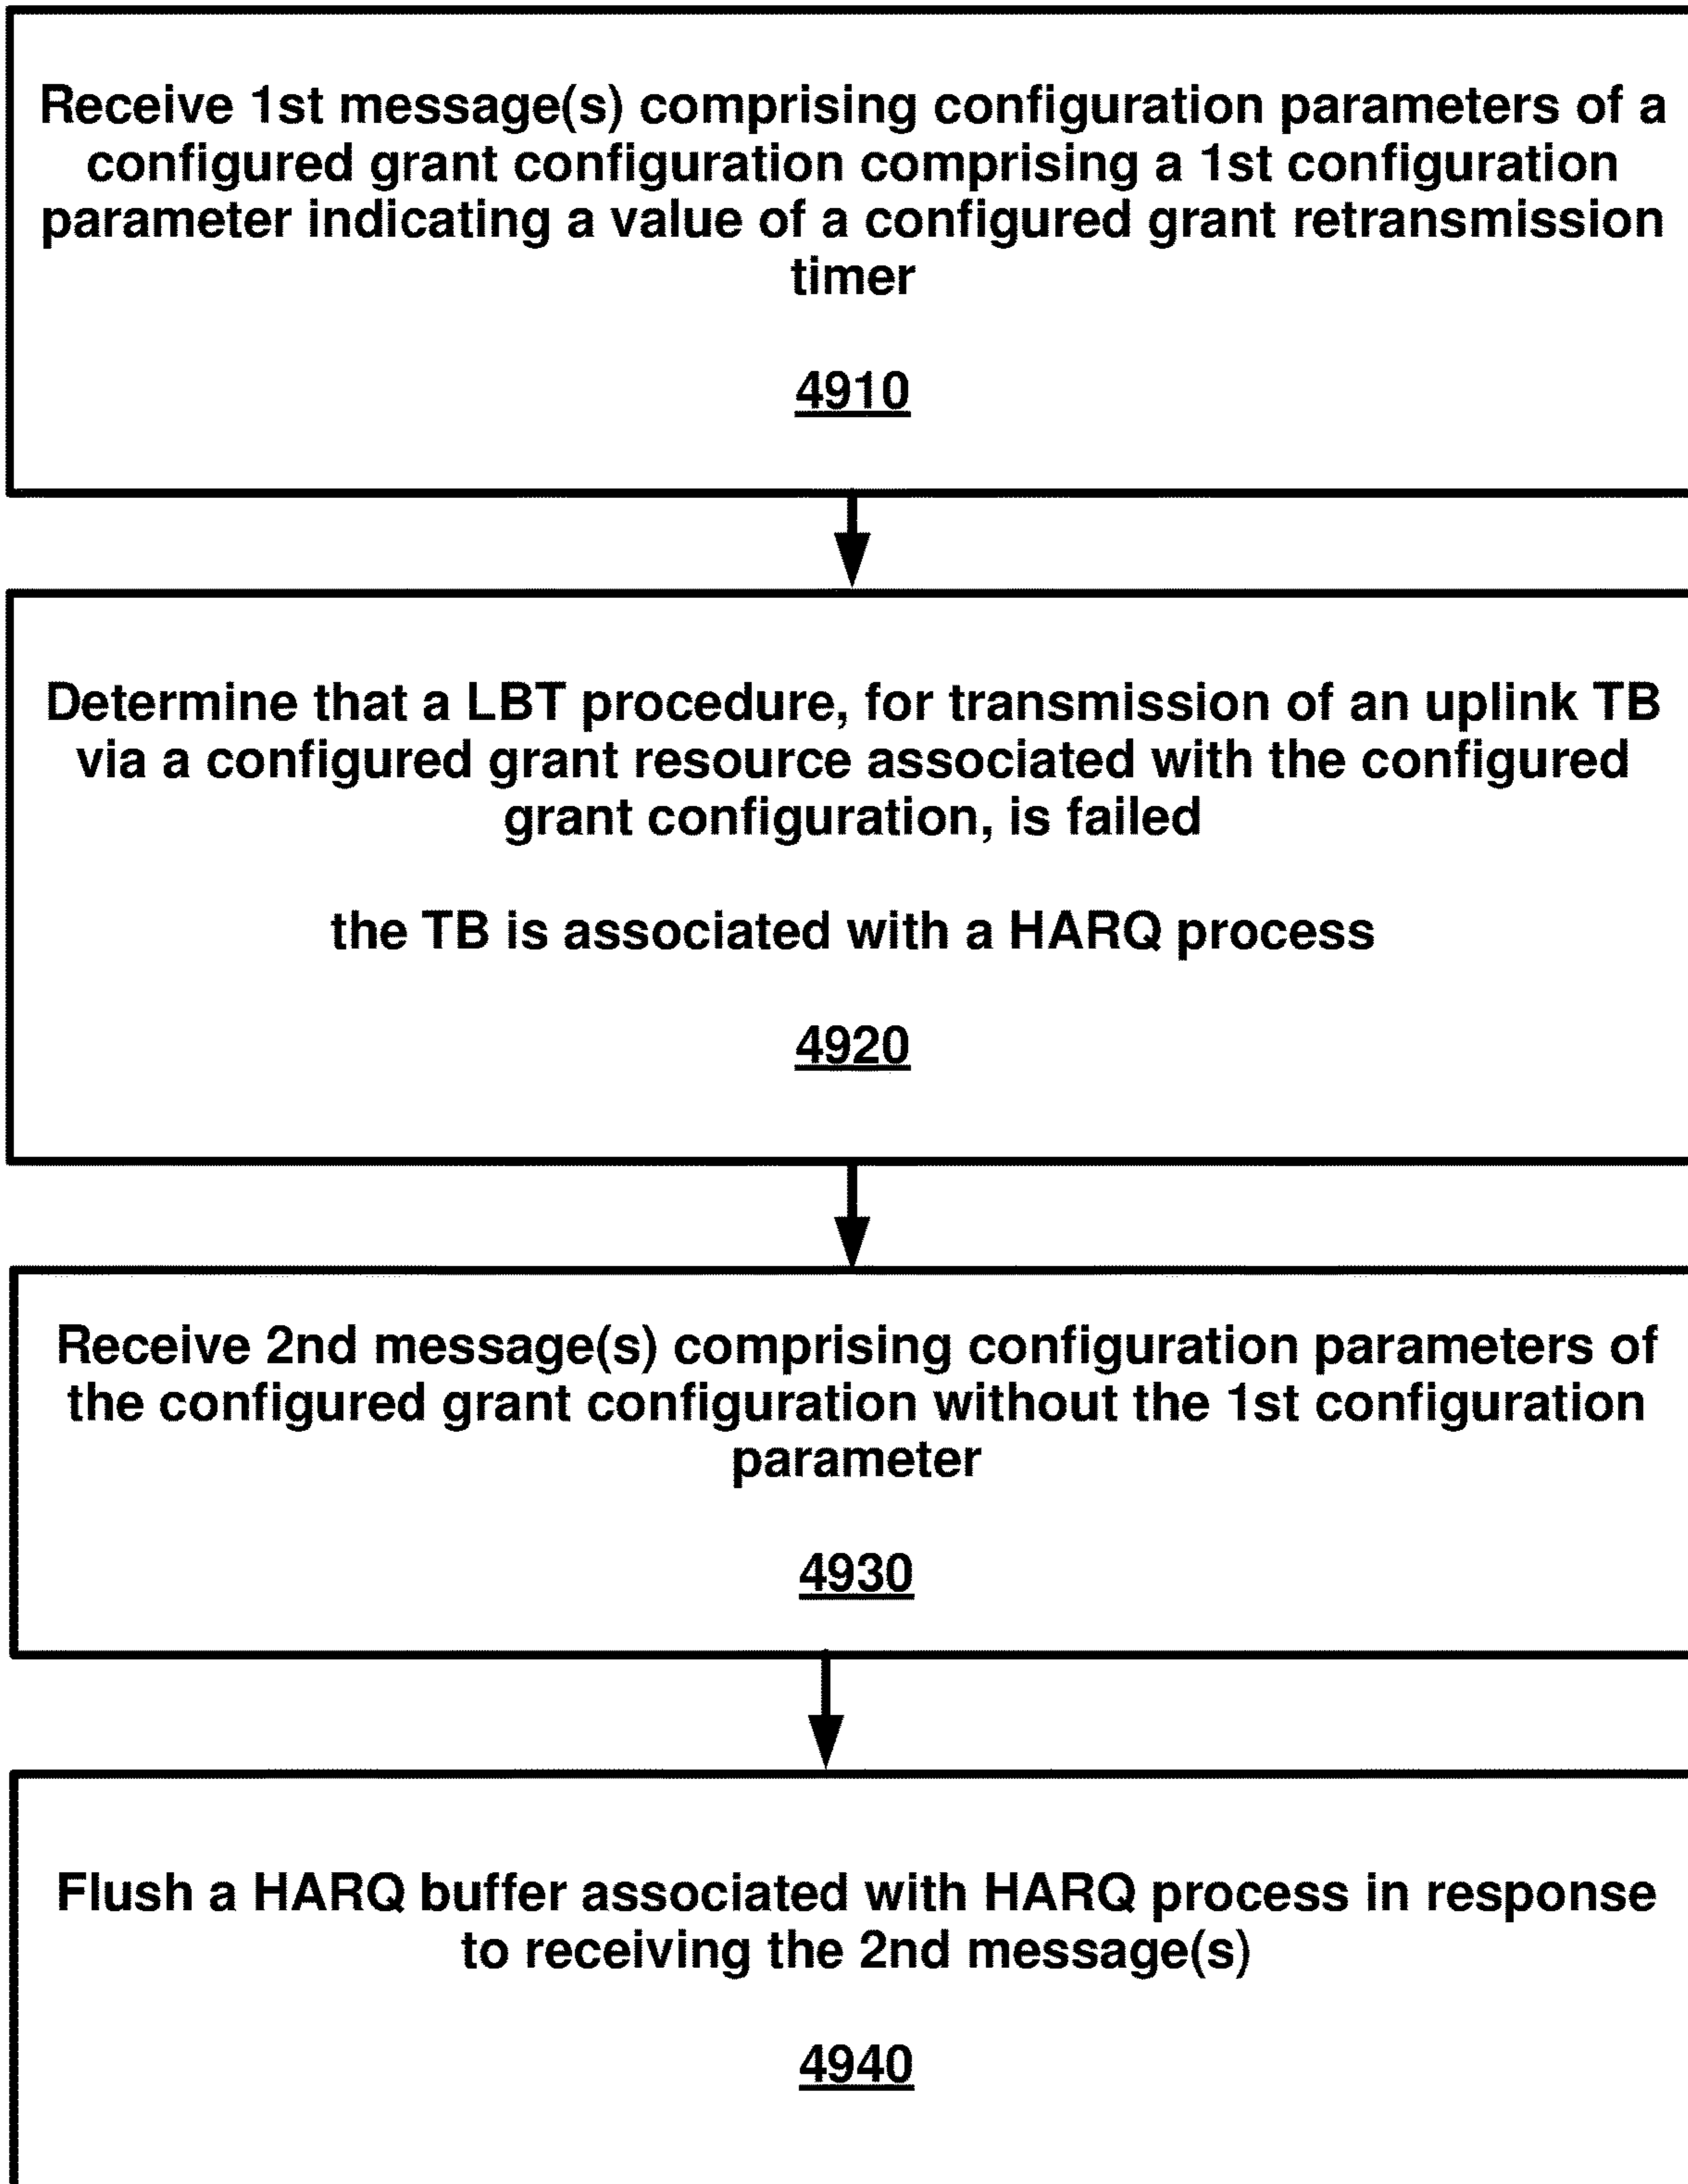 Receive 1st message(s) comprising configuration parameters of a
configured grant configuration comprising a 1st configuration
parameter indicating a value of a configured grant retransmission
timer
4910
Determine that a LBT procedure, for transmission of an uplink TB
via a configured grant resource associated with the configured
grant configuration, is failed
the TB is associated with a HARQ process
4920
Receive 2nd message(s) comprising configuration parameters of
the configured grant configuration without the 1st configuration
parameter
4930
Flush a HARQ buffer associated with HARQ process in response
to receiving the 2nd message(s)
4940